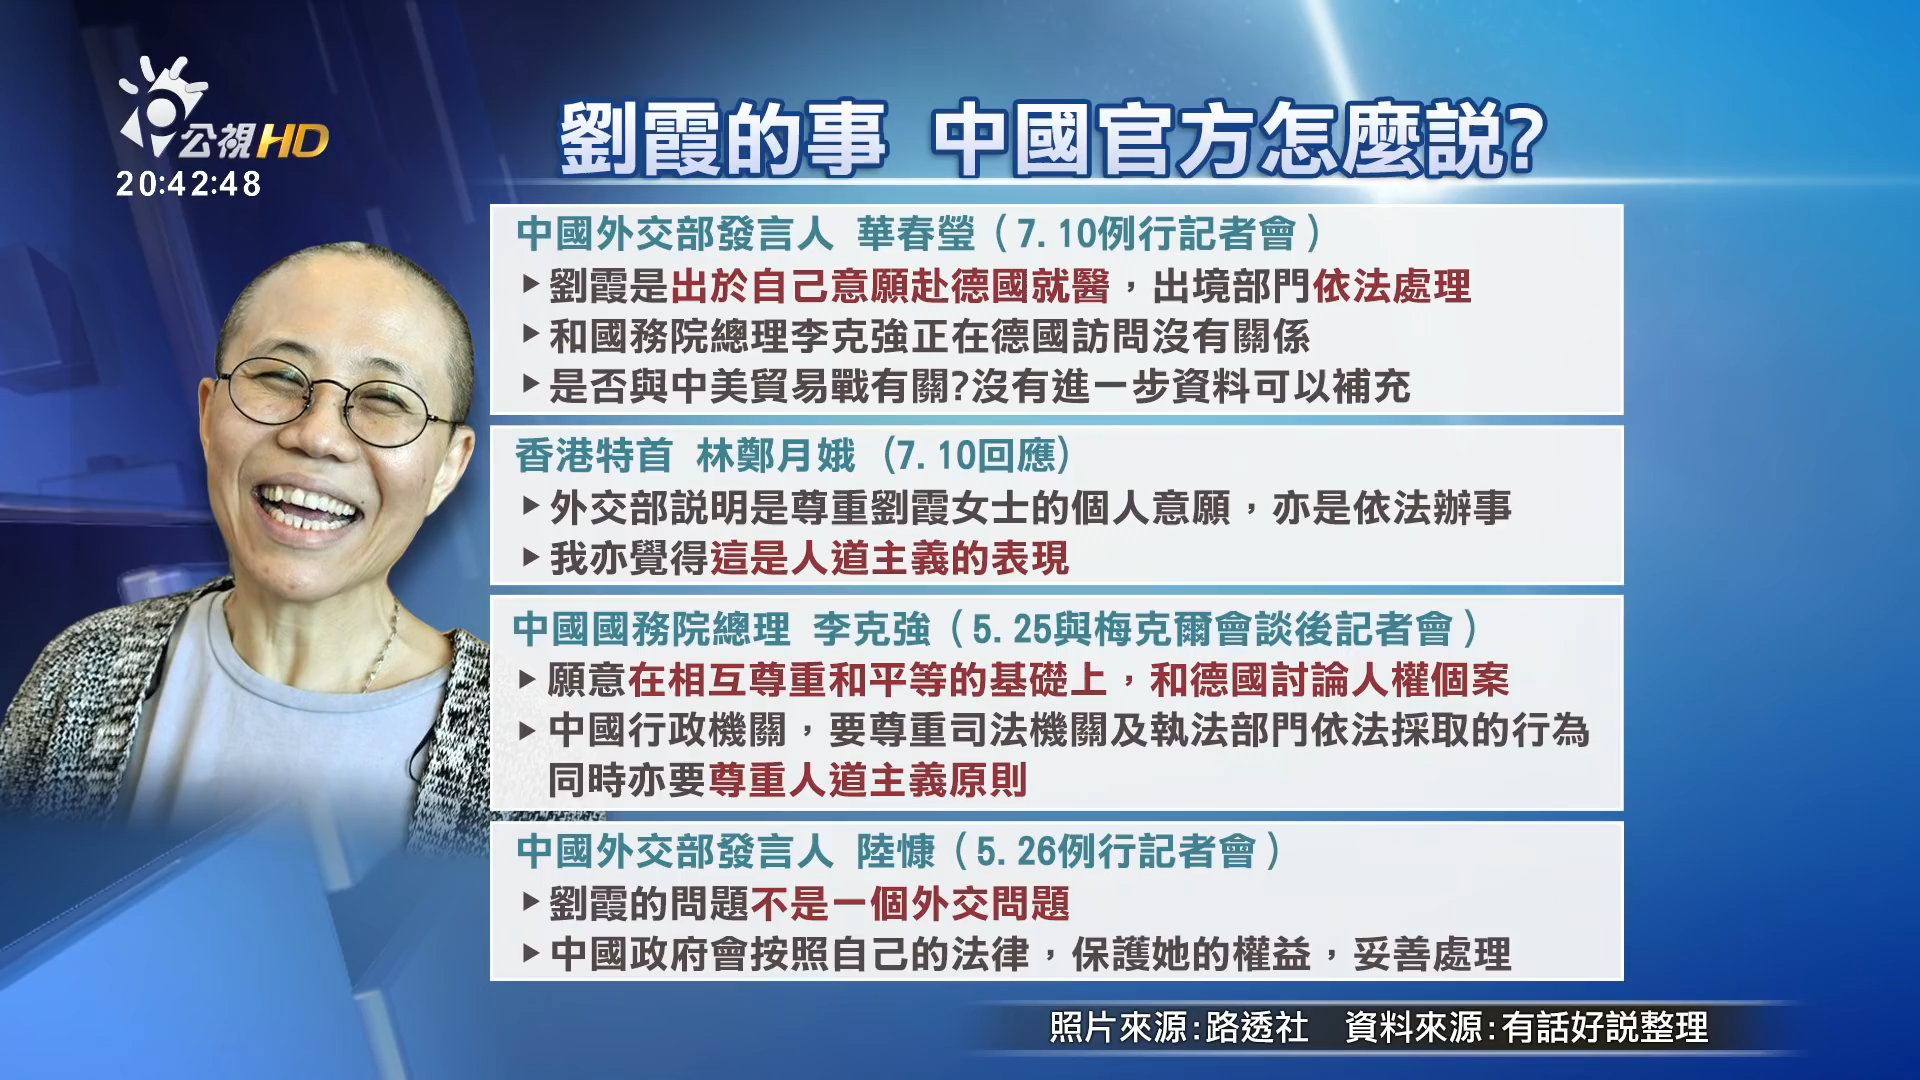 公視HD
20:42:48
劉霞的事 中國官方怎麼説?
中國外交部發言人 華春瑩（7.10例行記者會）
▸劉霞是出於自己意願赴德國就醫，出境部門依法處理
▸和國務院總理李克強正在德國訪問沒有關係
▸是否與中美貿易戰有關?沒有進一步資料可以補充
香港特首 林鄭月娥 (7.10回應)
▸外交部説明是尊重劉霞女士的個人意願，亦是依法辦事
▸我亦覺得這是人道主義的表現
中國國務院總理 李克強（5.25與梅克爾會談後記者會）
▸願意在相互尊重和平等的基礎上，和德國討論人權個案
▸中國行政機關，要尊重司法機關及執法部門依法採取的行為
同時亦要尊重人道主義原則
中國外交部發言人 陸慷（5.26例行記者會）
▸劉霞的問題不是一個外交問題
▸中國政府會按照自己的法律，保護她的權益，妥善處理
照片來源:路透社 資料來源:有話好説整理